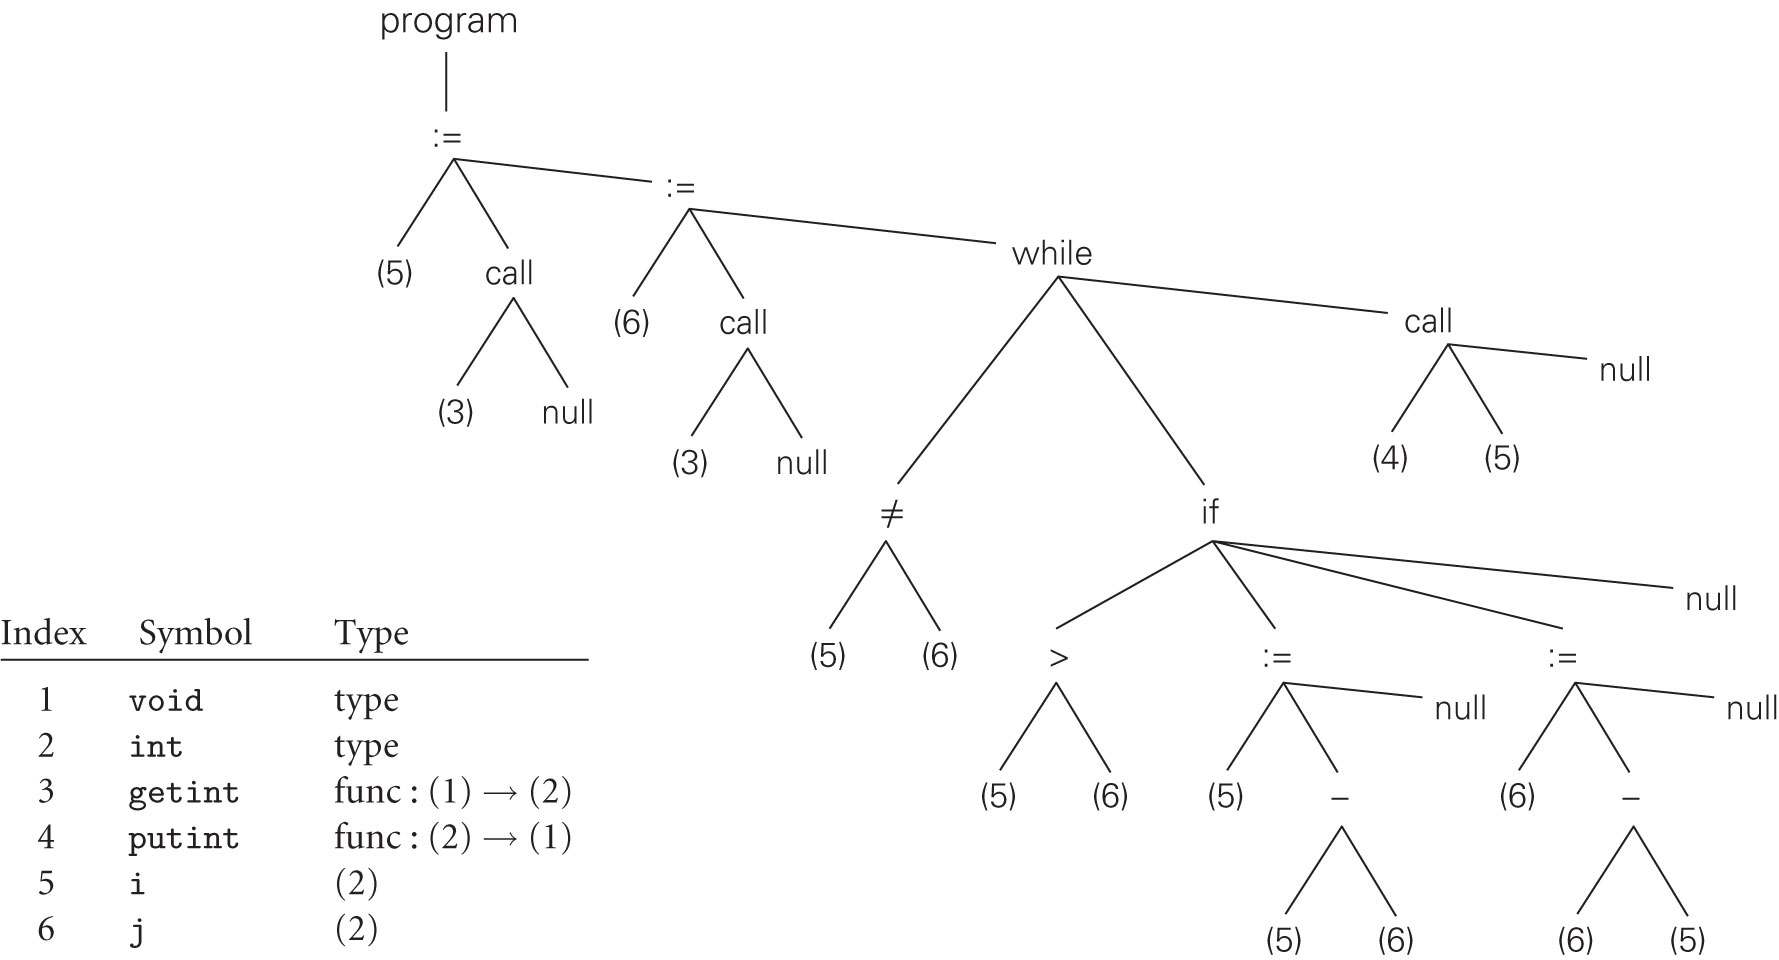 program
:=
:=
while
(5) call
(6) call
call
null
(3) null
(3) null
(4) (5)
≠ if
null
(5) (6)
> := :=
null
null
(5) (6) (5) − (6) −
(5) (6) (6) (5)
Index Symbol Type
1 void type
2 int type
3 getint func : (1) → (2)
4 putint func : (2) → (1)
5 i (2)
6 j (2)